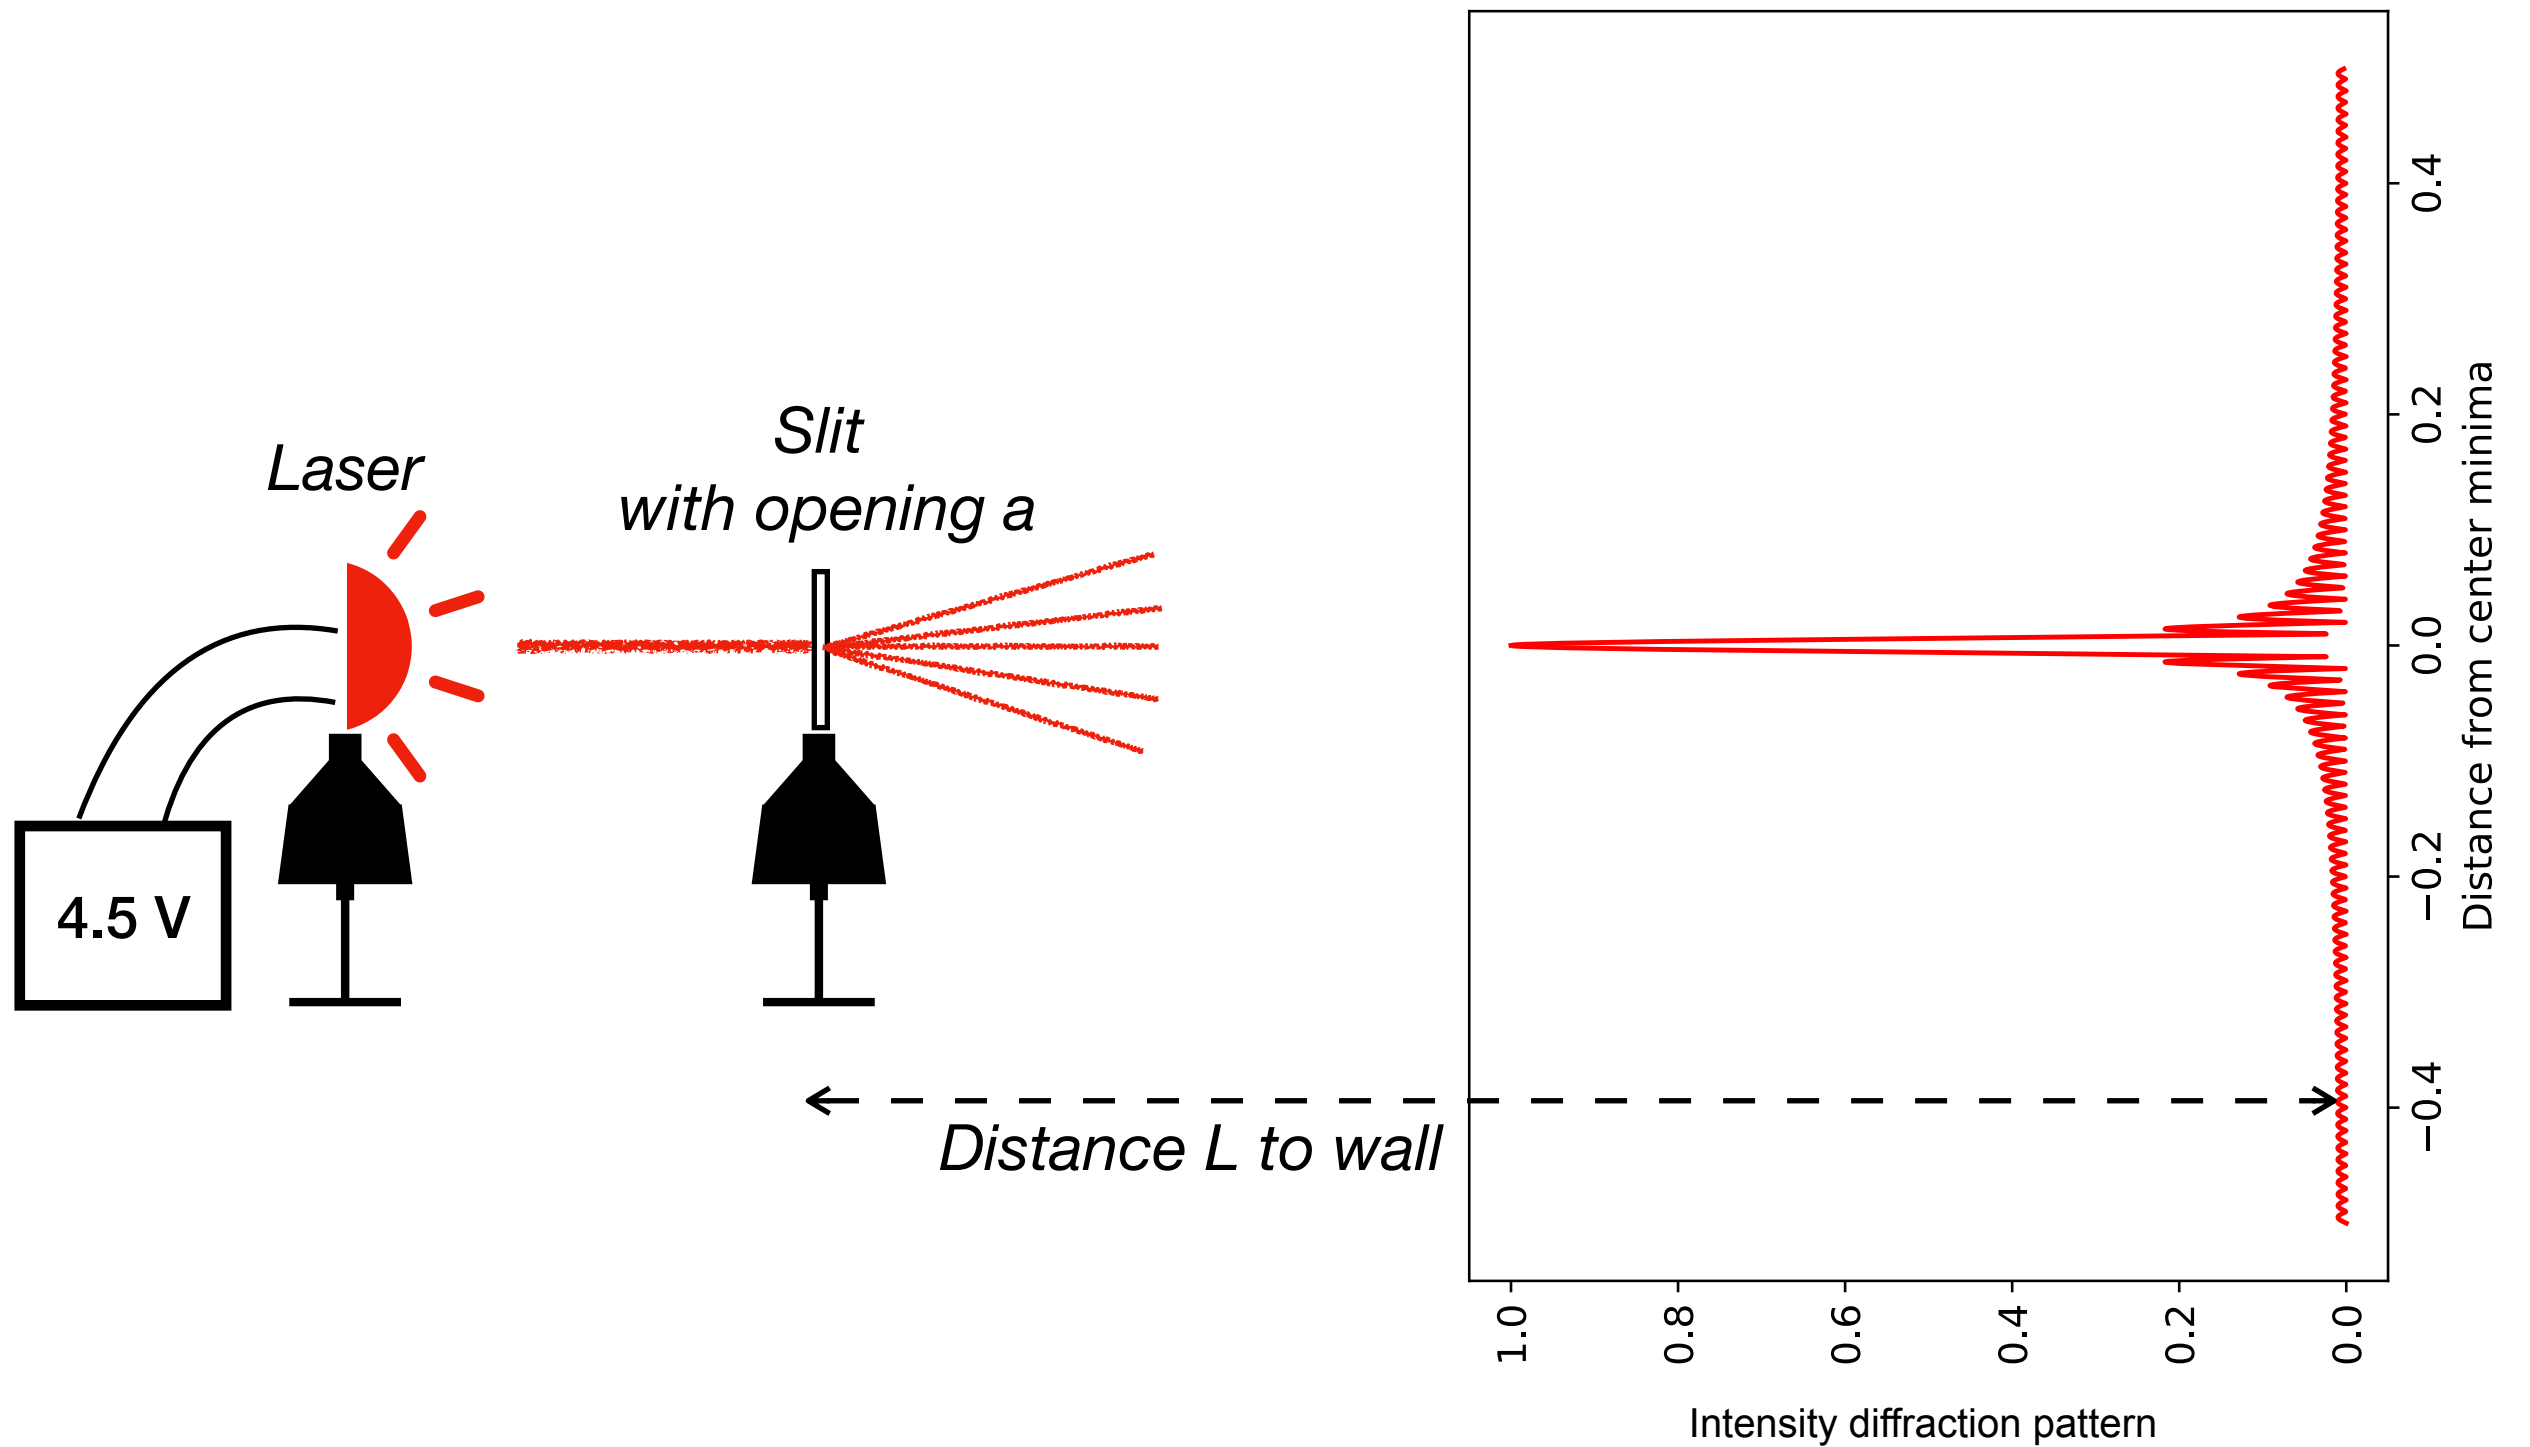 Laser
Slit
with opening a
4.5 V
Distance L to wall
0.4
0.2
0.0
−0.2
−0.4
Distance from center minima
1.0
0.8
0.6
0.4
0.2
0.0
Intensity diffraction pattern